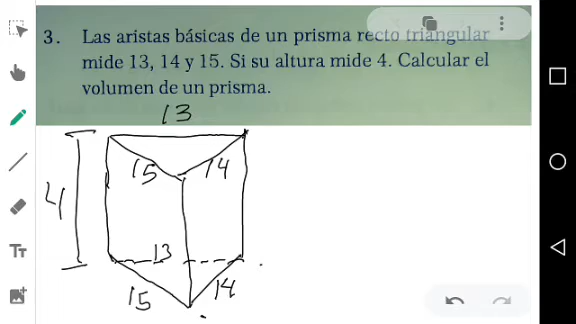 3. Las aristas básicas de un prisma recto triangular
mide 13, 14 y 15. Si su altura mide 4. Calcular el
volumen de un prisma.
13
15 14
4
13
15 14
Tт